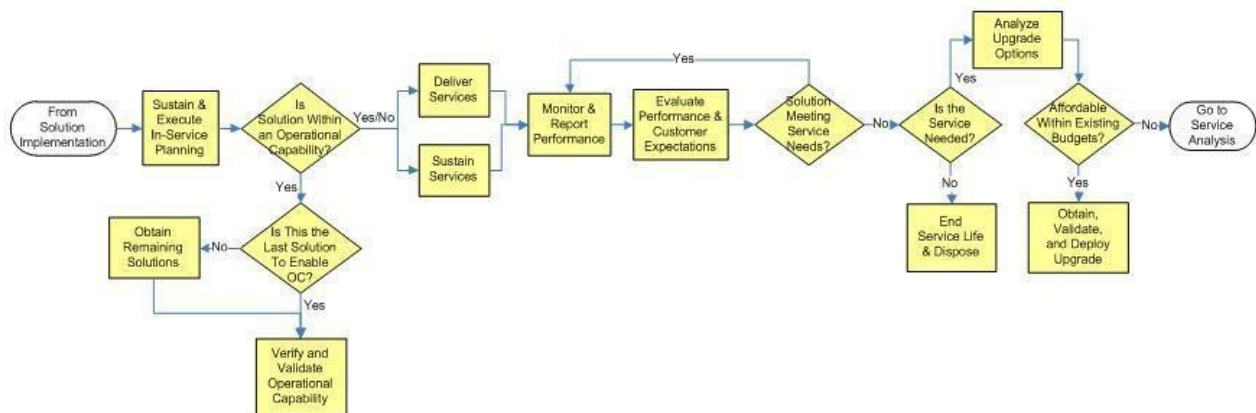 From
Solution
Implementation
Sustain &
Execute
In-Service
Planning
Is
Solution Within
an Operational
Capability?
Yes/No
Deliver
Services
Sustain
Services
Monitor &
Report
Performance
Evaluate
Performance &
Customer
Expectations
Yes
Solution
Meeting
Service
Needs?
No
Is the
Service
Needed?
Yes
Analyze
Upgrade
Options
Affordable
Within Existing
Budgets?
No
Go to
Service
Analysis
No
End
Service Life
& Dispose
Yes
Obtain,
Validate,
and Deploy
Upgrade
Yes
Is This the
Last Solution
To Enable
OC?
No
Obtain
Remaining
Solutions
Yes
Verify and
Validate
Operational
Capability